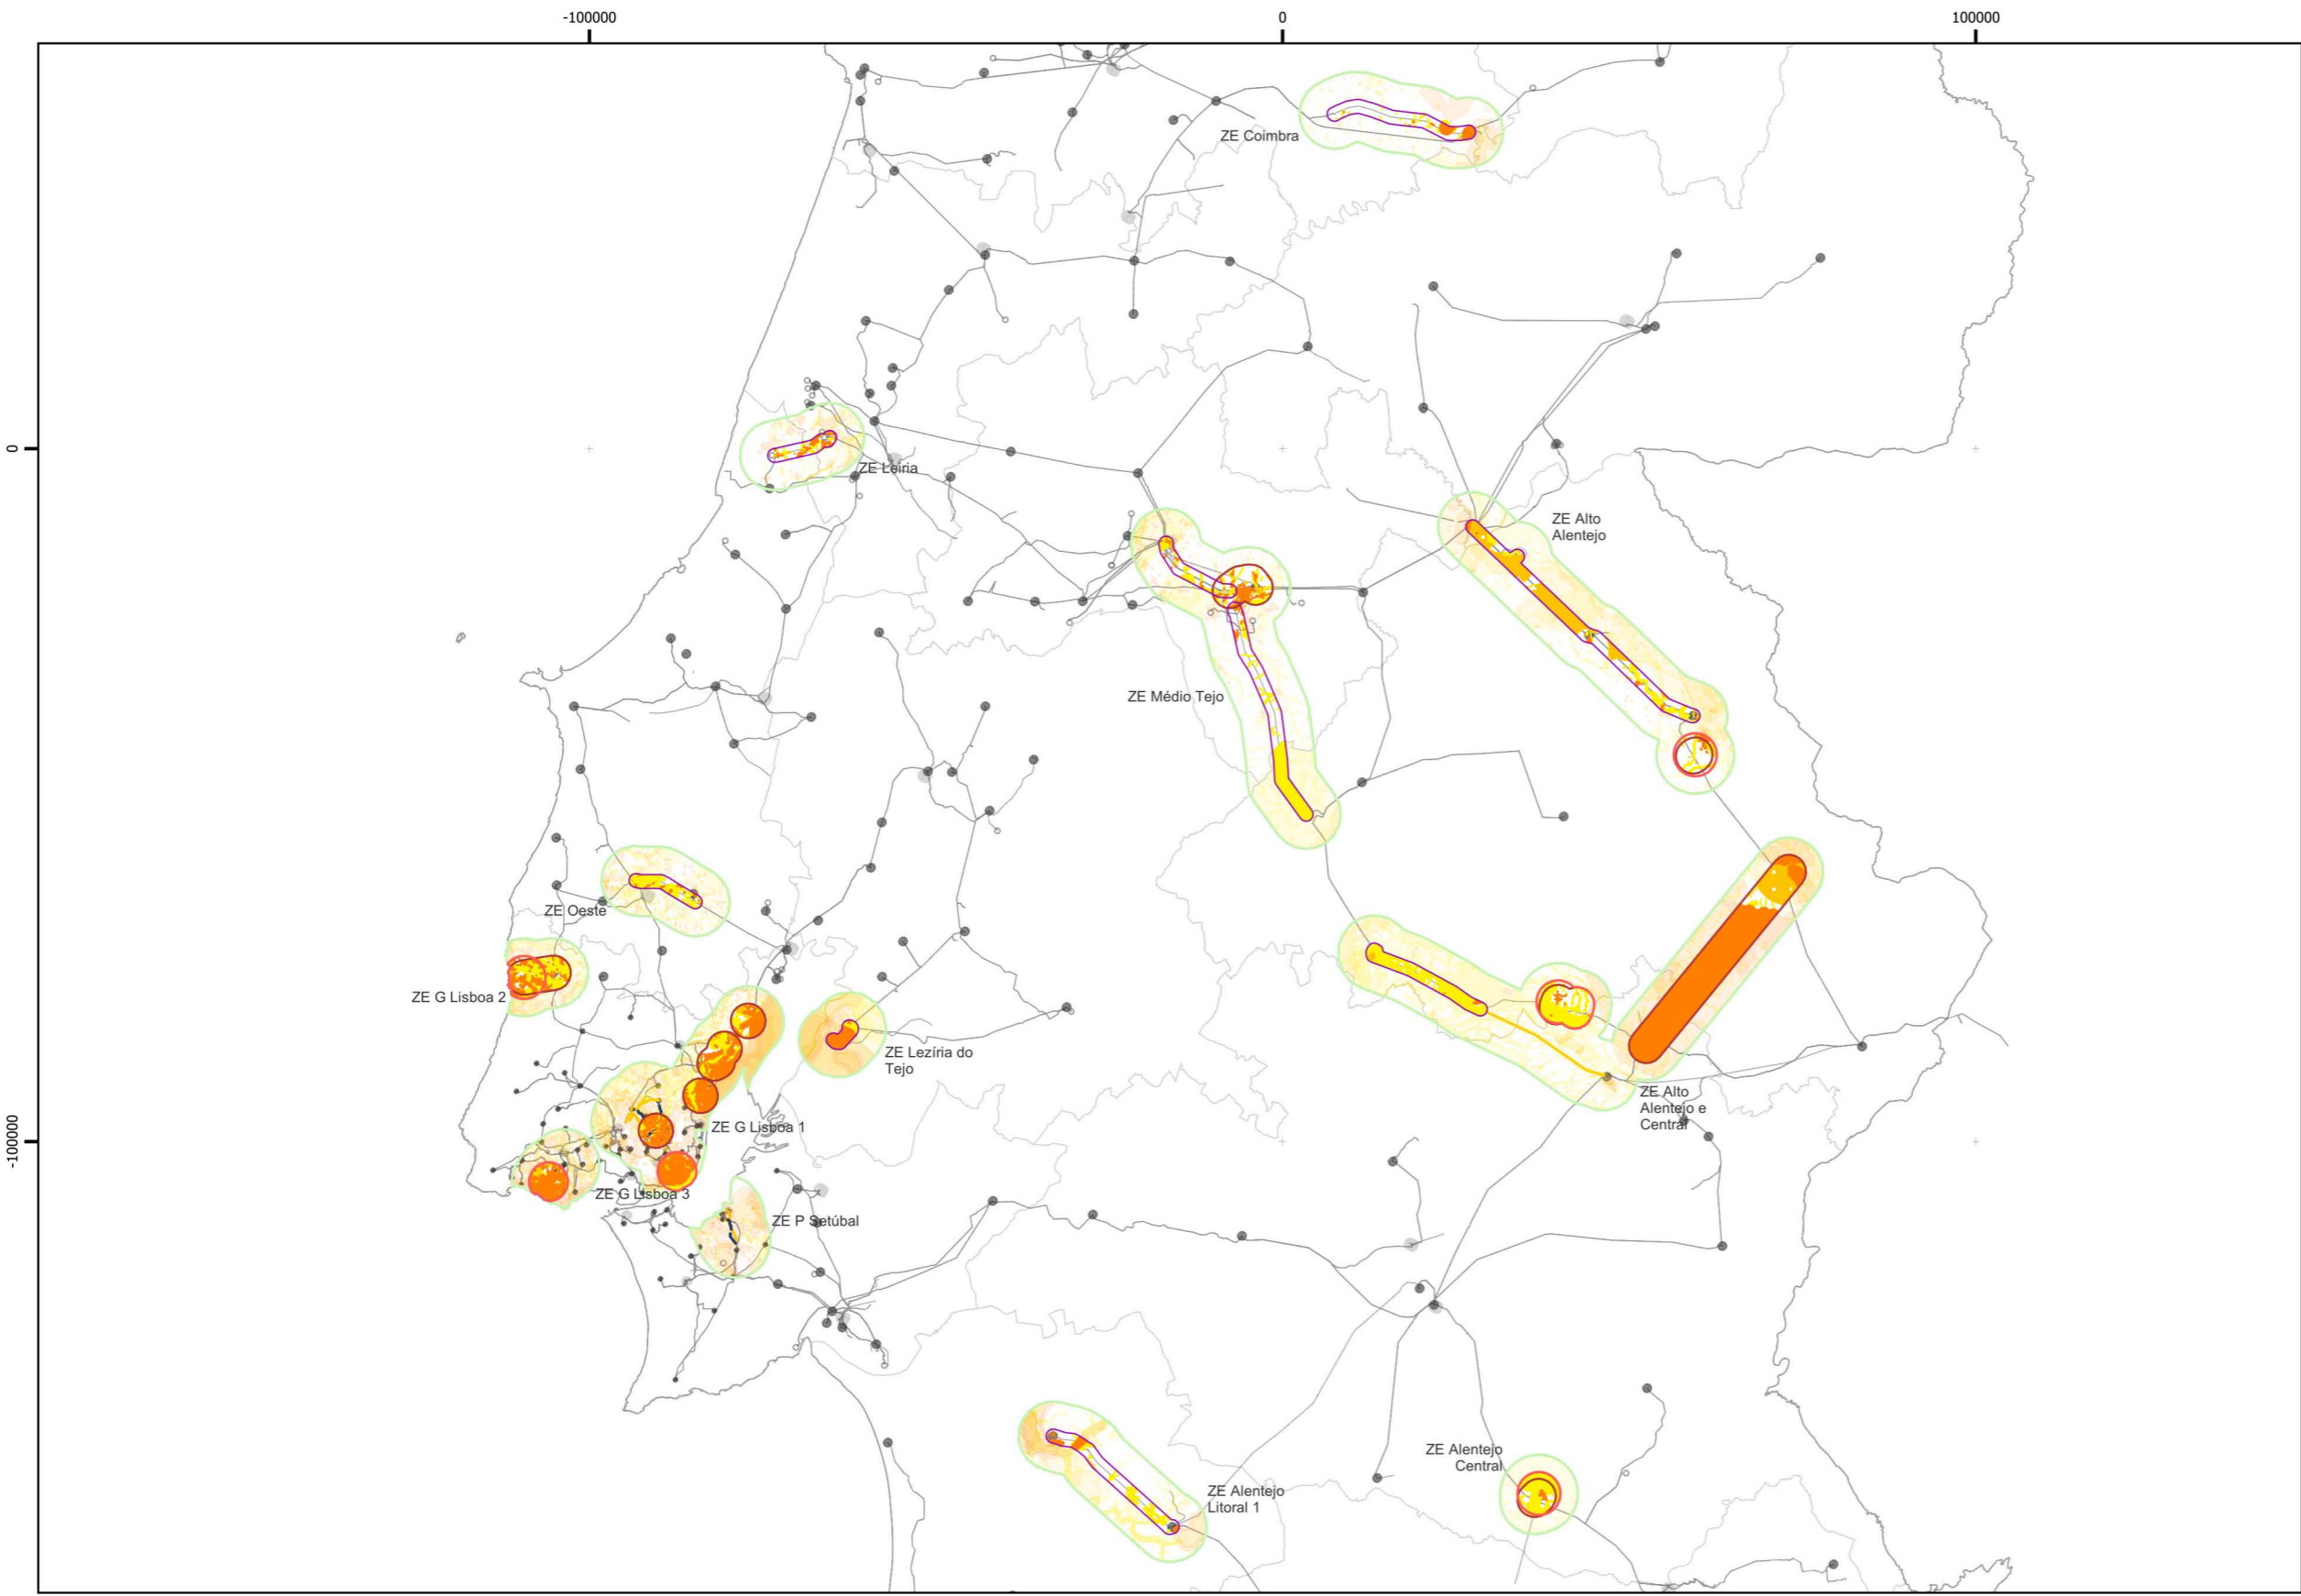 -100000
0
100000
0
-100000
ZE Coimbra
ZE Leiria
ZE Alto
Alentejo
ZE Médio Tejo
ZE Oeste
ZE G Lisboa 2
ZE Lezíria do
Tejo
ZE Alto
Alentejo e
Central
ZE G Lisboa 1
ZE G Lisboa 3
ZE P Setúbal
ZE Alentejo
Central
ZE Alentejo
Litoral 1